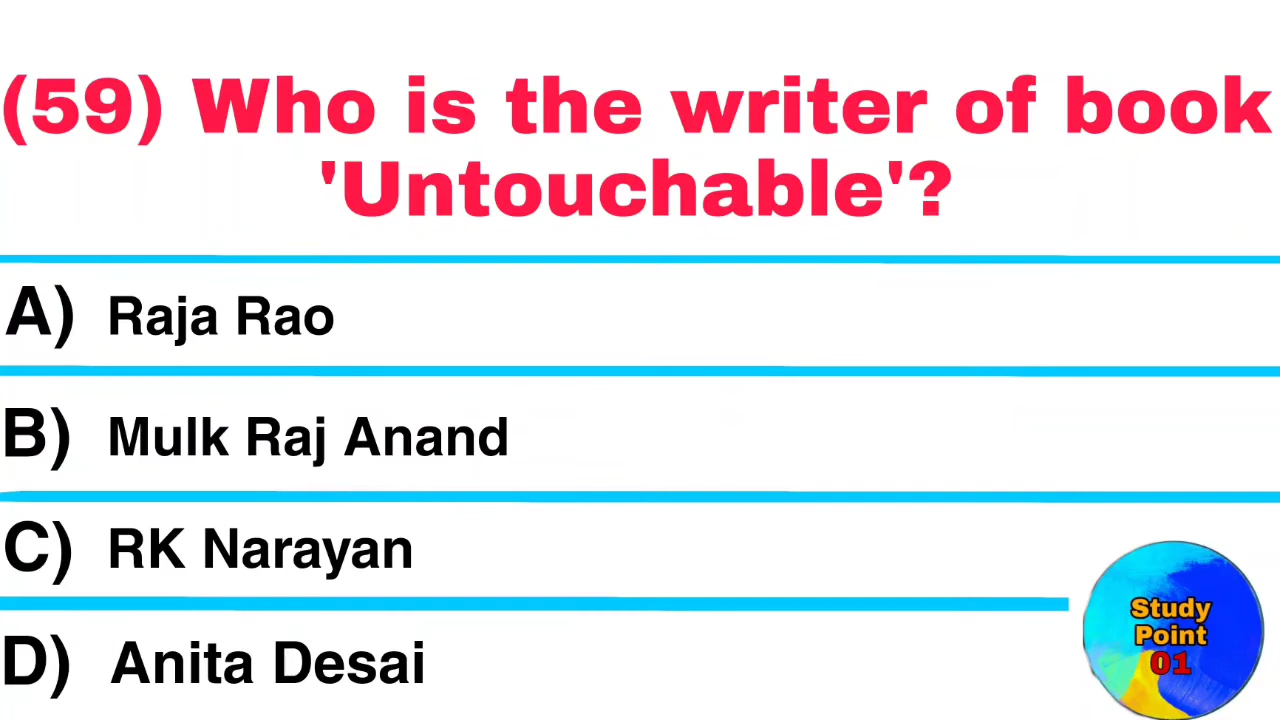 (59) Who is the writer of book
'Untouchable'?
A) Raja Rao
B) Mulk Raj Anand
C) RK Narayan
D) Anita Desai
Study
Point
01